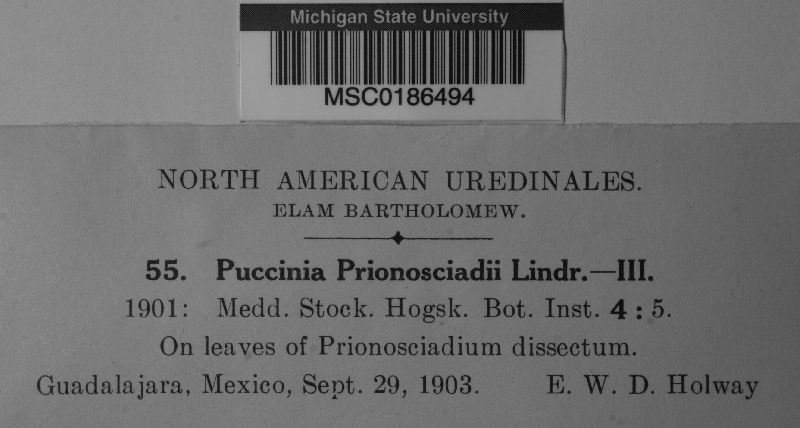 Michigan State University
MSC0186494
NORTH AMERICAN UREDINALES.
ELAM BARTHOLOMEW.
55. Puccinia Prionosciadii Lindr.—III.
1901: Medd. Stock. Hogsk. Bot. Inst. 4 : 5.
On leaves of Prionosciadium dissectum.
Guadalajara, Mexico, Sept. 29, 1903. E. W. D. Holway